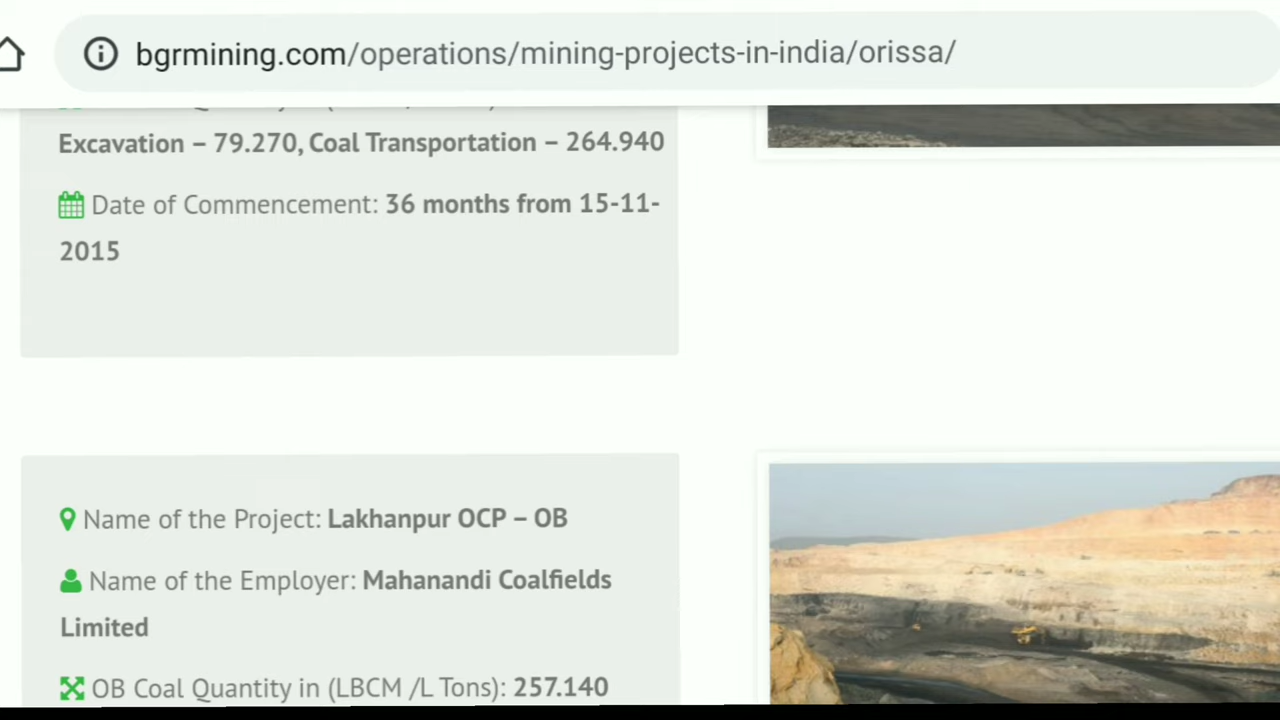 bgrmining.com/operations/mining-projects-in-india/orissa/
Excavation – 79.270, Coal Transportation – 264.940
Date of Commencement: 36 months from 15-11-
2015
Name of the Project: Lakhanpur OCP – OB
Name of the Employer: Mahanandi Coalfields
Limited
OB Coal Quantity in (LBCM /L Tons): 257.140